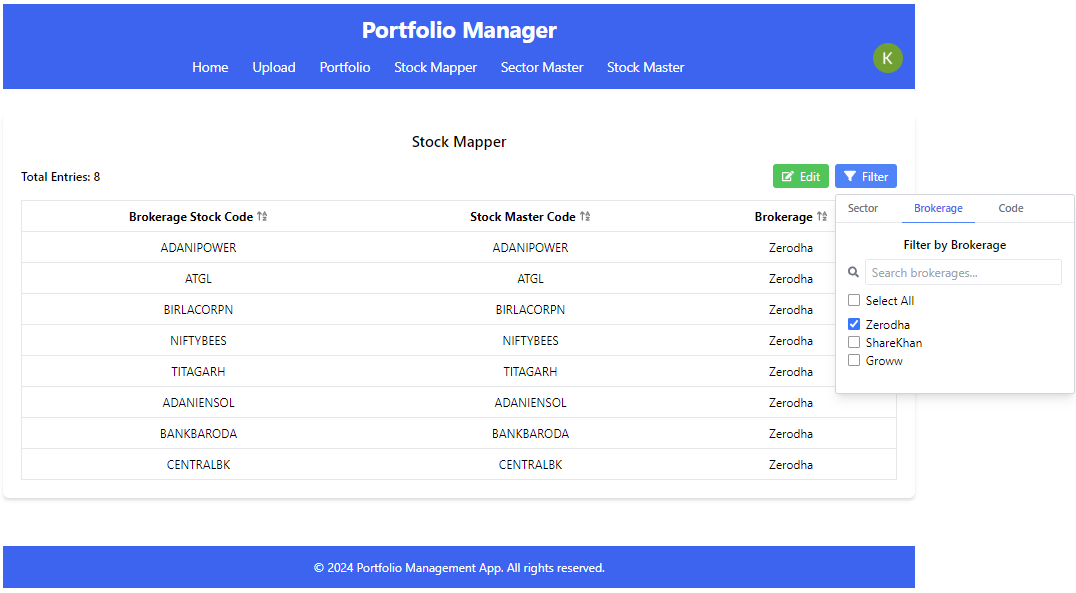 Portfolio Manager
Home Upload Portfolio Stock Mapper Sector Master Stock Master
K
Stock Mapper
Total Entries: 8
Edit Filter
Sector Brokerage Code
Filter by Brokerage
Search brokerages...
Select All
Zerodha
ShareKhan
Groww
Brokerage Stock Code Stock Master Code Brokerage
ADANIPOWER ADANIPOWER Zerodha
ATGL ATGL Zerodha
BIRLACORPN BIRLACORPN Zerodha
NIFTYBEES NIFTYBEES Zerodha
TITAGARH TITAGARH Zerodha
ADANIENSOL ADANIENSOL Zerodha
BANKBARODA BANKBARODA Zerodha
CENTRALBK CENTRALBK Zerodha
© 2024 Portfolio Management App. All rights reserved.